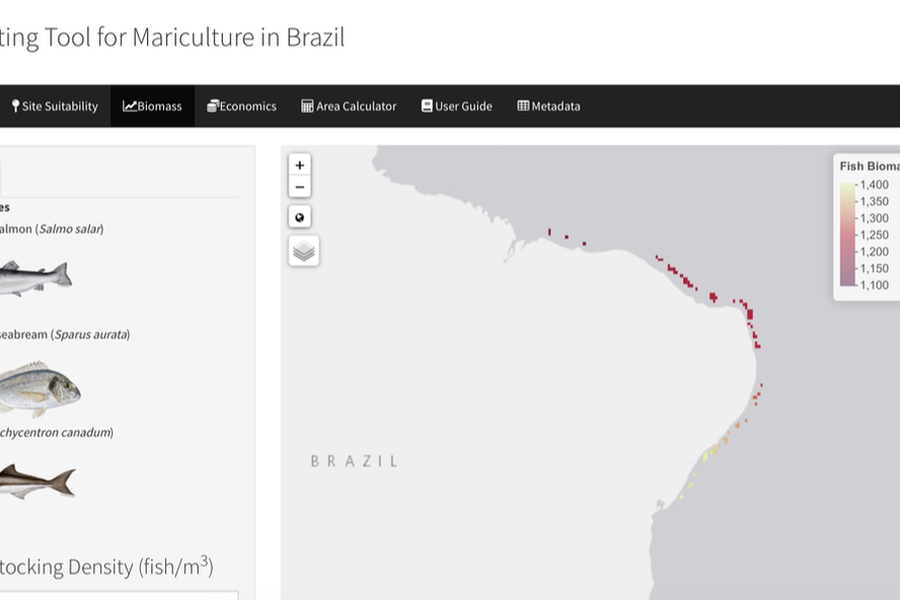 ting Tool for Mariculture in Brazil
Site Suitability Biomass Economics Area Calculator User Guide Metadata
es
almon (Salmo salar)
seabream (Sparus aurata)
chycentron canadum)
tocking Density (fish/m³)
+
−
BRAZIL
Fish Bioma
1,400
1,350
1,300
1,250
1,200
1,150
1,100